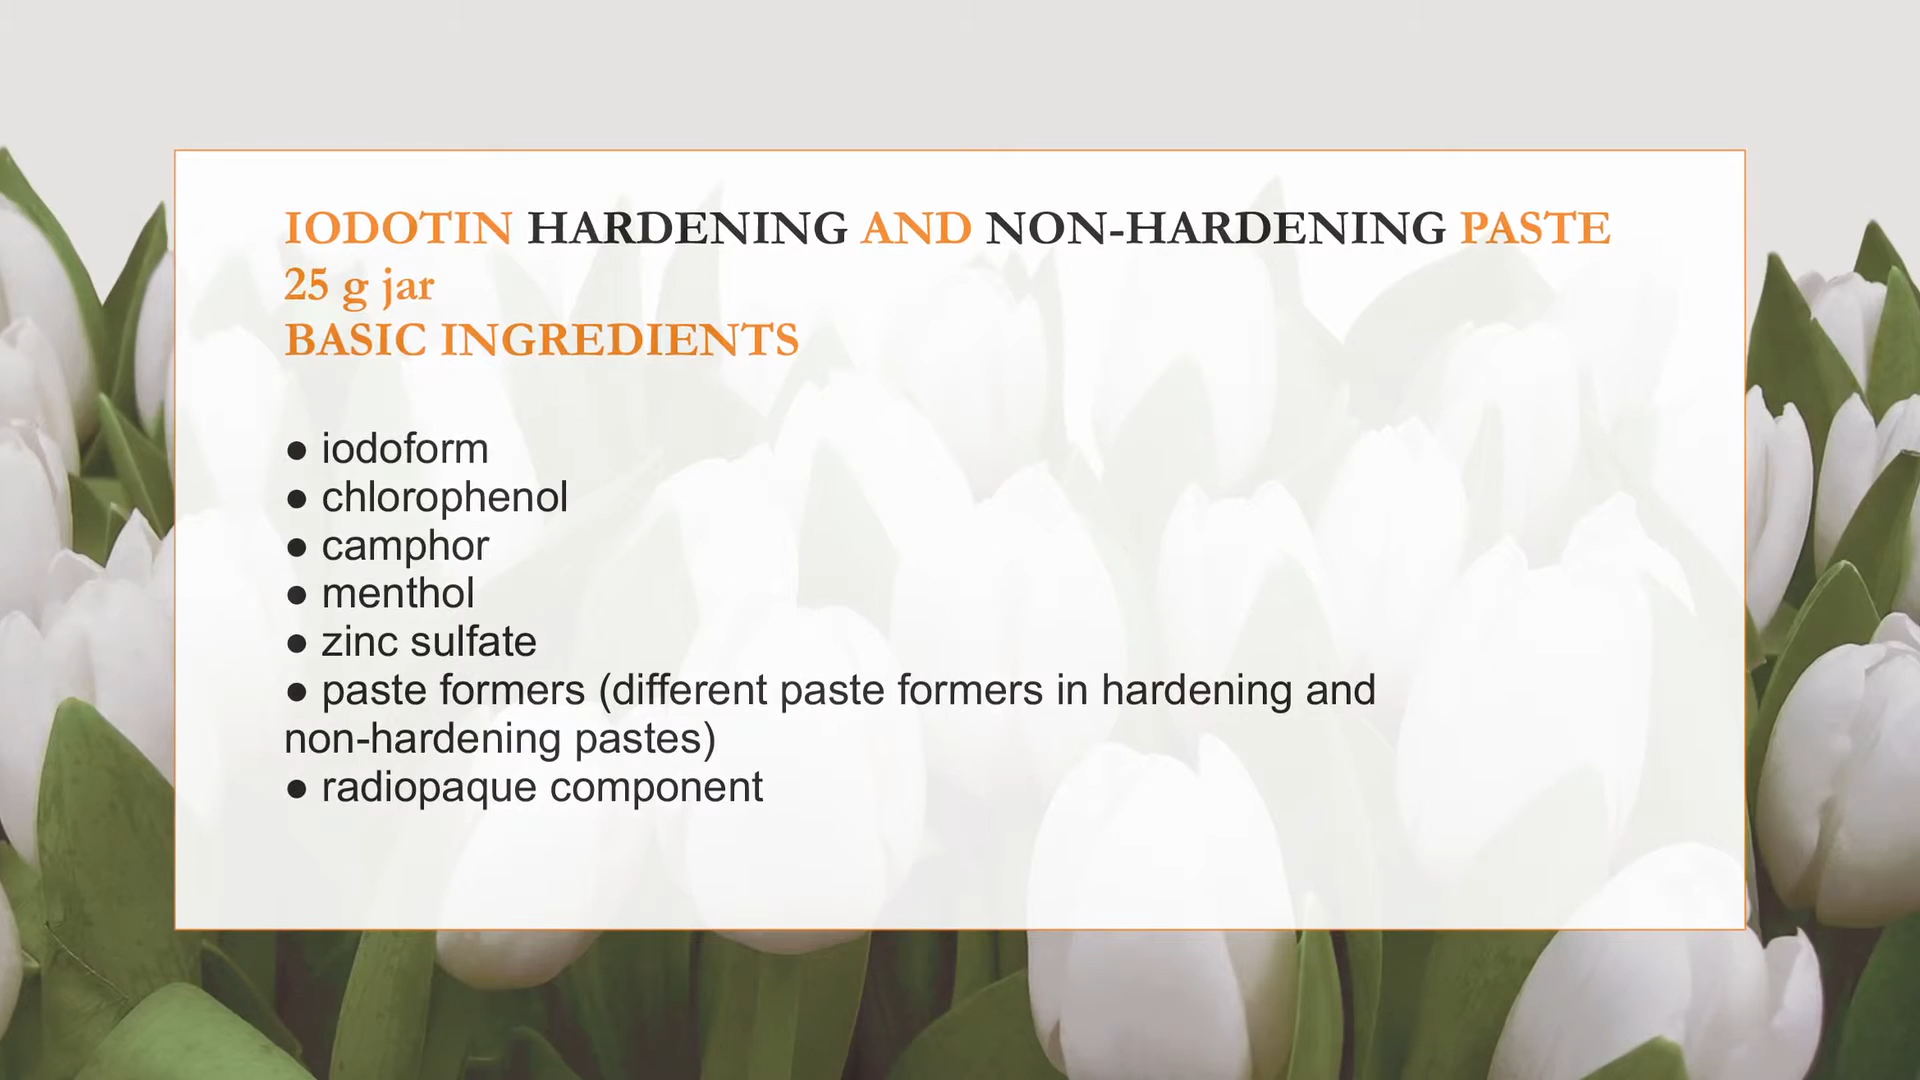 IODOTIN HARDENING AND NON-HARDENING PASTE
25 g jar
BASIC INGREDIENTS
● iodoform
● chlorophenol
● camphor
● menthol
● zinc sulfate
● paste formers (different paste formers in hardening and
non-hardening pastes)
● radiopaque component